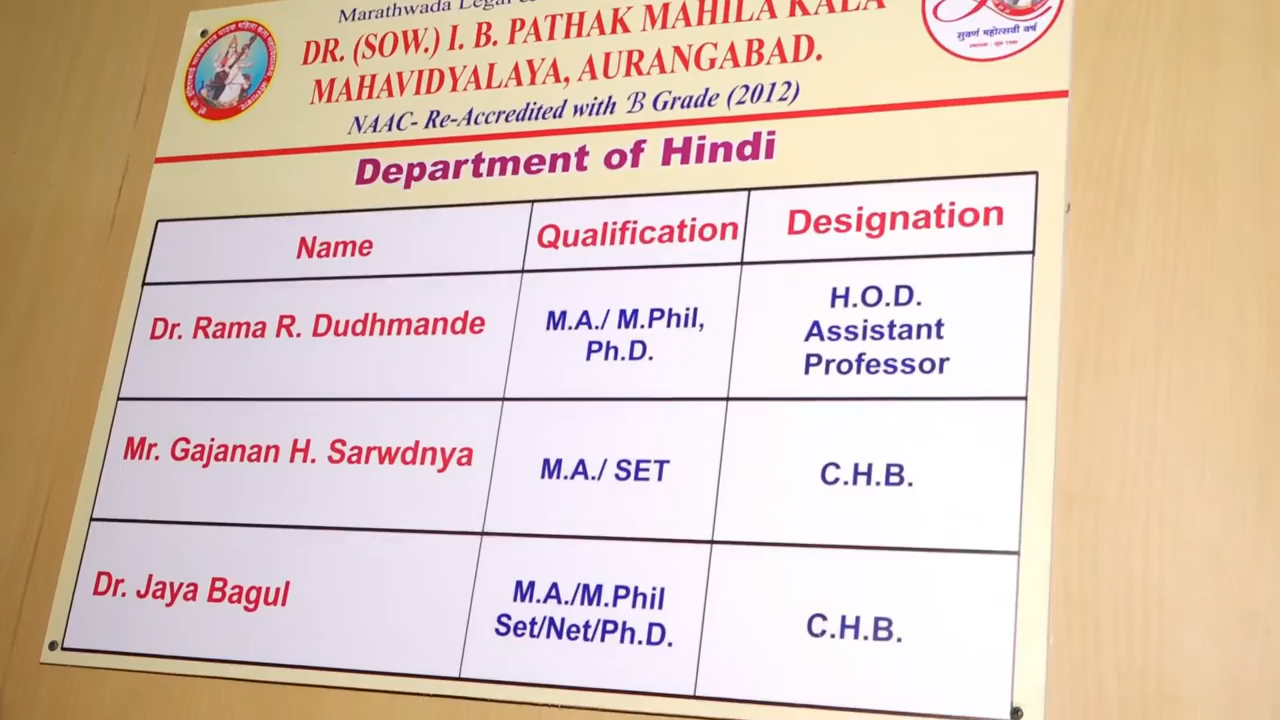 Marathwada Legal
DR. (SOW.) I. B. PATHAK MAHILA KALA
MAHAVIDYALAYA, AURANGABAD.
NAAC- Re-Accredited with B Grade (2012)
सुवर्ण महोत्सवी वर्ष
Department of Hindi
Name
Qualification
Designation
Dr. Rama R. Dudhmande
M.A./ M.Phil,
Ph.D.
H.O.D.
Assistant
Professor
Mr. Gajanan H. Sarwdnya
M.A./ SET
C.H.B.
Dr. Jaya Bagul
M.A./M.Phil
Set/Net/Ph.D.
C.H.B.